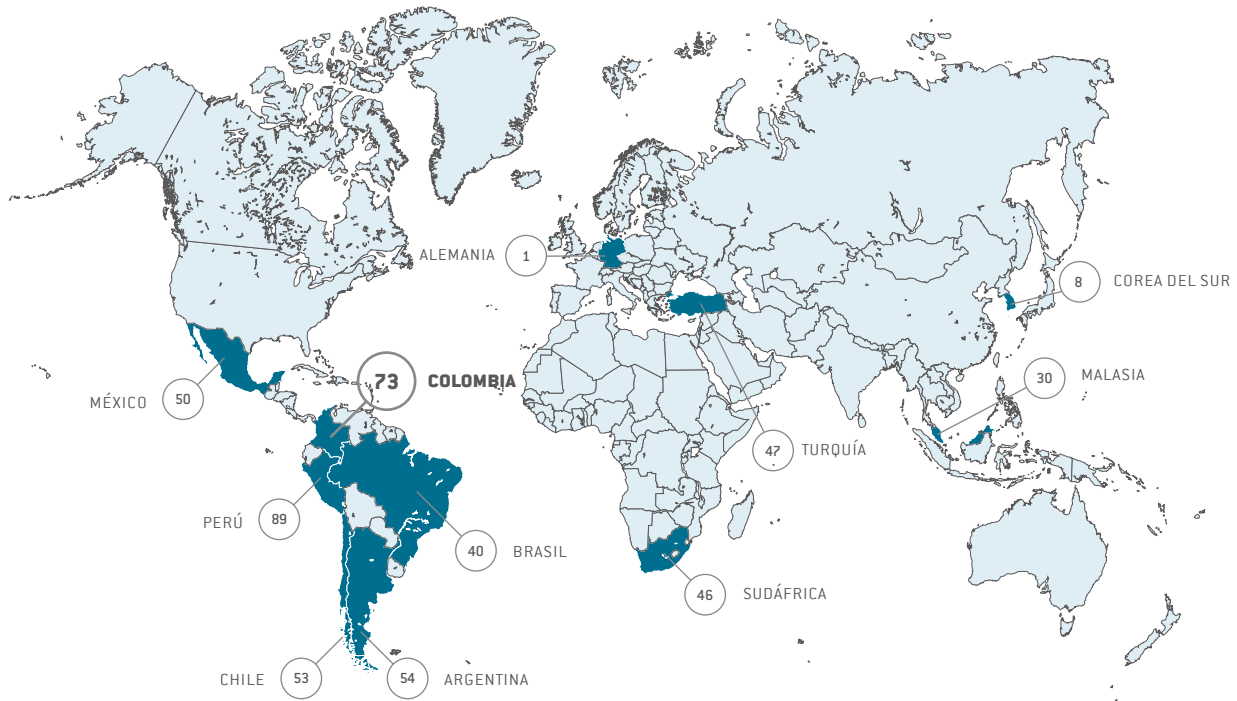 ALEMANIA 1
8 COREA DEL SUR
73 COLOMBIA
30 MALASIA
MÉXICO 50
47 TURQUÍA
PERÚ 89
40 BRASIL
46 SUDÁFRICA
CHILE 53
54 ARGENTINA